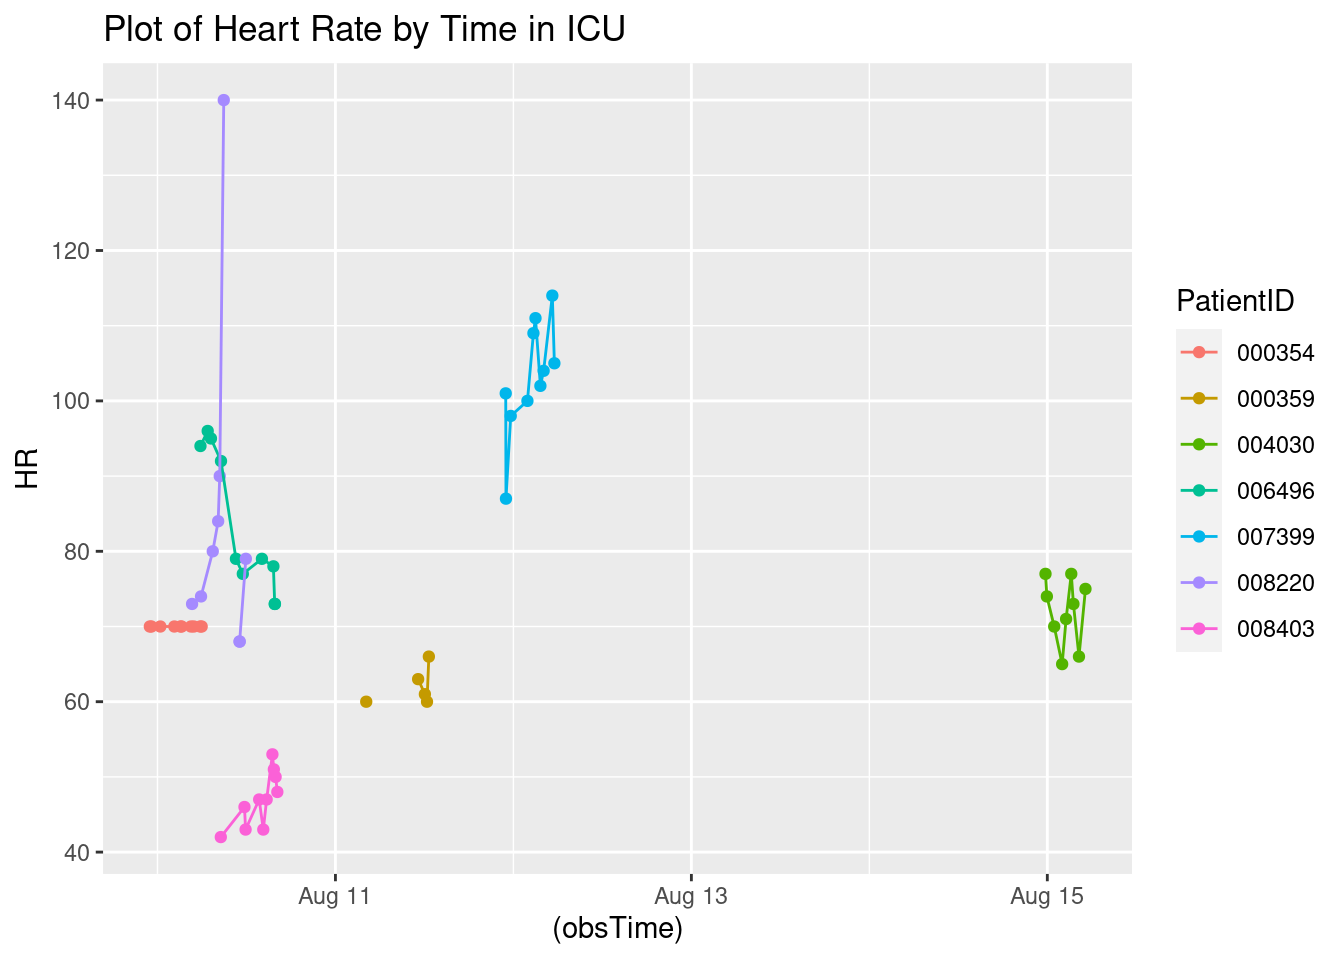 Plot of Heart Rate by Time in ICU
140
120
100
80
60
40
HR
Aug 11
Aug 13
Aug 15
(obsTime)
PatientID
000354
000359
004030
006496
007399
008220
008403